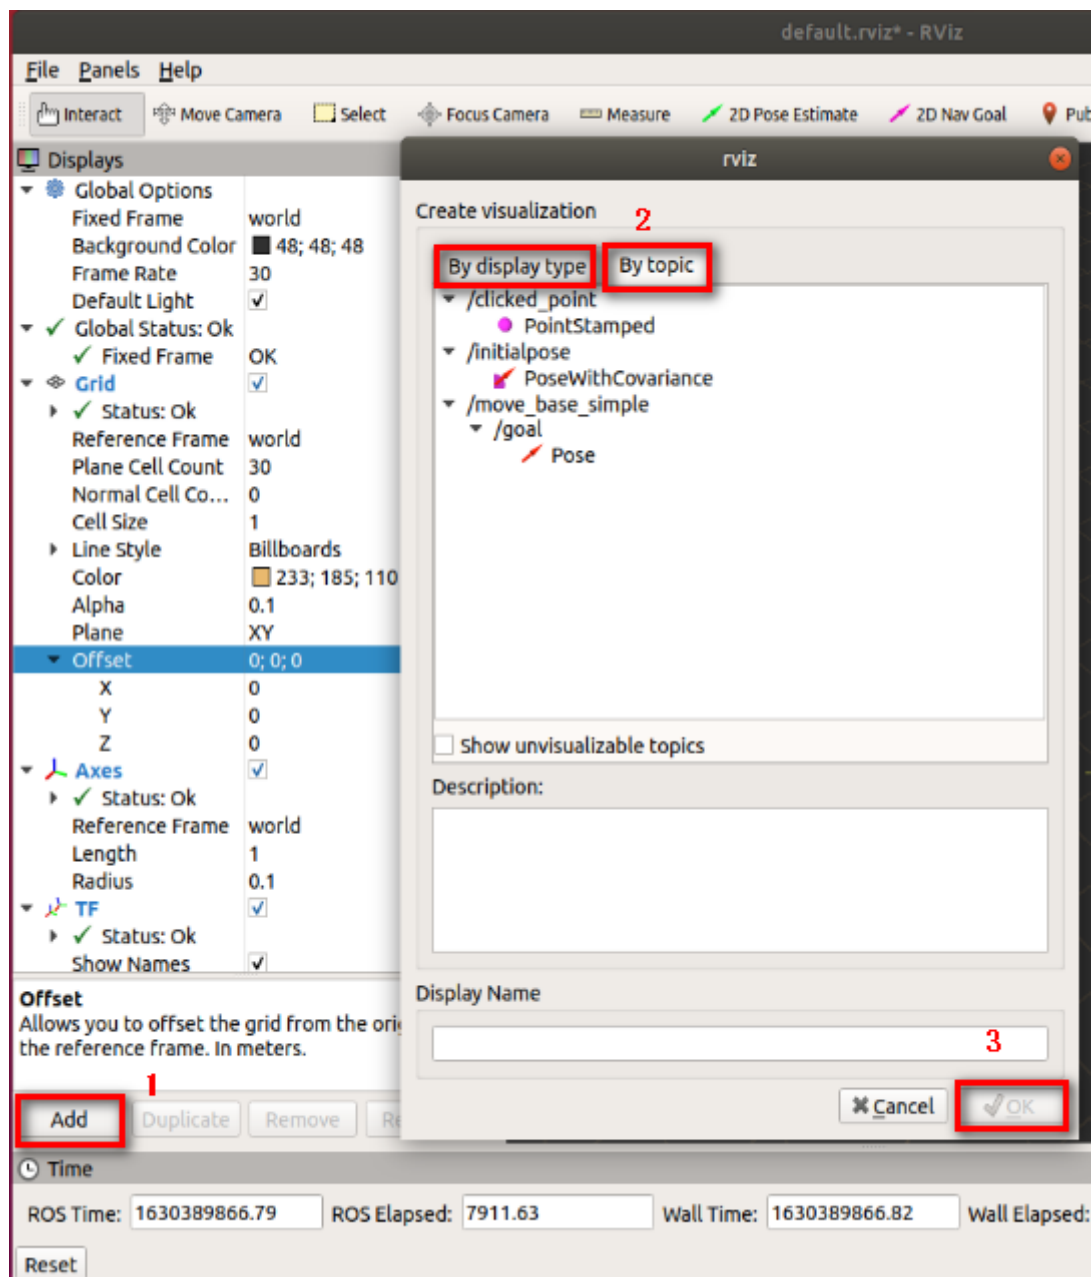 default.rviz* - RViz
File Panels Help
Interact Move Camera Select Focus Camera Measure 2D Pose Estimate 2D Nav Goal Pub
Displays
Global Options
Fixed Frame world
Background Color 48; 48; 48
Frame Rate 30
Default Light
Global Status: Ok
Fixed Frame OK
Grid
Status: Ok
Reference Frame world
Plane Cell Count 30
Normal Cell Co... 0
Cell Size 1
Line Style Billboards
Color 233; 185; 110
Alpha 0.1
Plane XY
Offset 0; 0; 0
X 0
Y 0
Z 0
Axes
Status: Ok
Reference Frame world
Length 1
Radius 0.1
TF
Status: Ok
Show Names
Offset
Allows you to offset the grid from the orig
the reference frame. In meters.
1
Add Duplicate Remove Re
rviz
Create visualization
2
By display type By topic
/clicked_point
PointStamped
/initialpose
PoseWithCovariance
/move_base_simple
/goal
Pose
Show unvisualizable topics
Description:
Display Name
3
Cancel OK
Time
ROS Time: 1630389866.79 ROS Elapsed: 7911.63 Wall Time: 1630389866.82 Wall Elapsed:
Reset